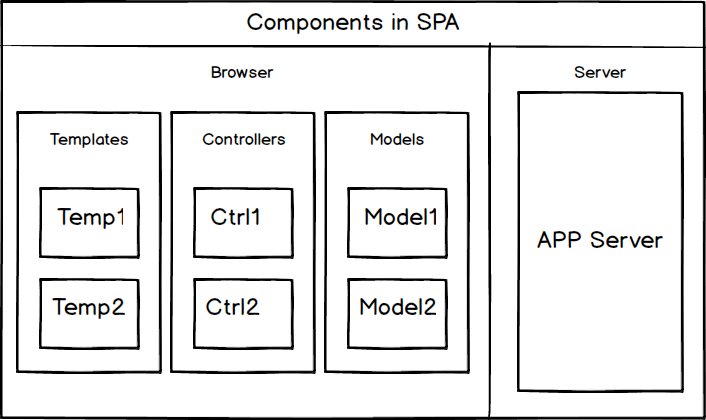 Components in SPA
Browser
Server
Templates
Controllers
Models
Temp1
Ctrl1
Model1
APP Server
Temp2
Ctrl2
Model2